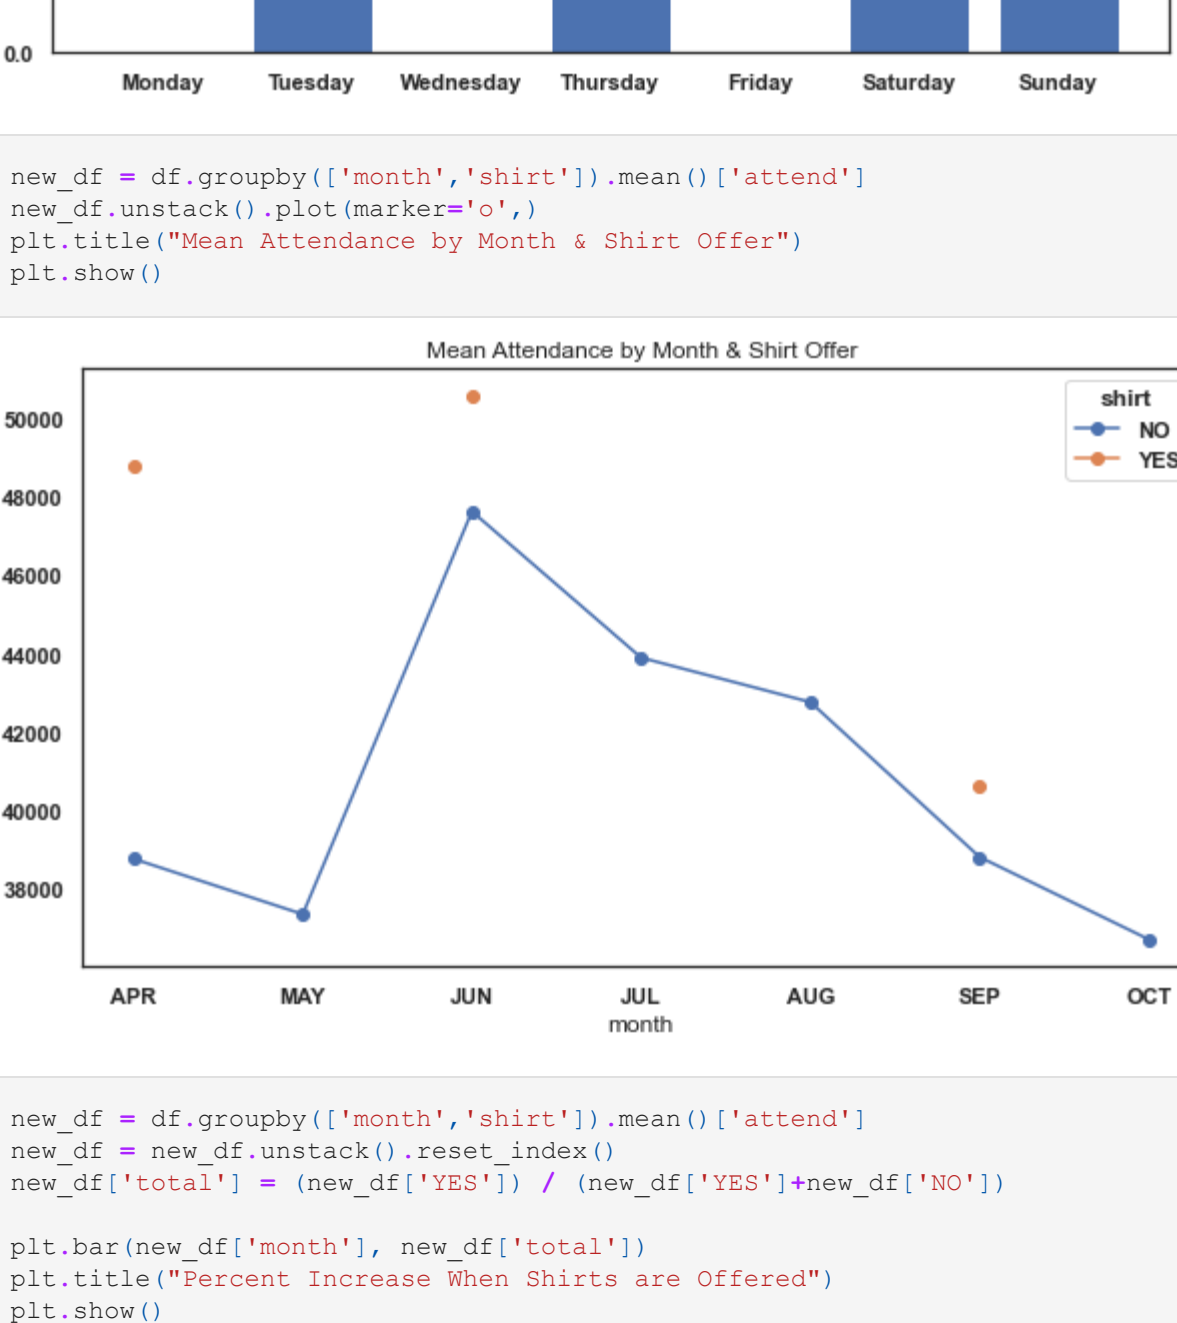 0.0
Monday Tuesday Wednesday Thursday Friday Saturday Sunday
new_df = df.groupby(['month','shirt']).mean()['attend']
new_df.unstack().plot(marker='o',)
plt.title("Mean Attendance by Month & Shirt Offer")
plt.show()
Mean Attendance by Month & Shirt Offer
shirt
NO
YES
50000
48000
46000
44000
42000
40000
38000
APR MAY JUN JUL AUG SEP OCT
month
new_df = df.groupby(['month','shirt']).mean()['attend']
new_df = new_df.unstack().reset_index()
new_df['total'] = (new_df['YES']) / (new_df['YES']+new_df['NO'])
plt.bar(new_df['month'], new_df['total'])
plt.title("Percent Increase When Shirts are Offered")
plt.show()